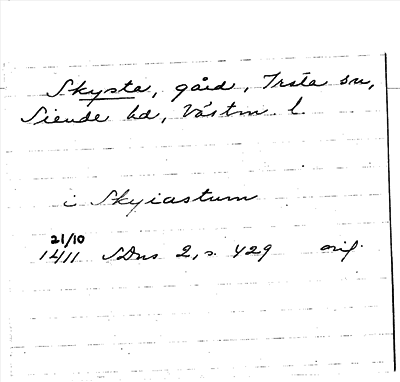 Skysta, gård, Irsta sn,
Siende hd, Västm. l.
i Skyiastum
21/10
1411 SDns 2, s. 429 orig.